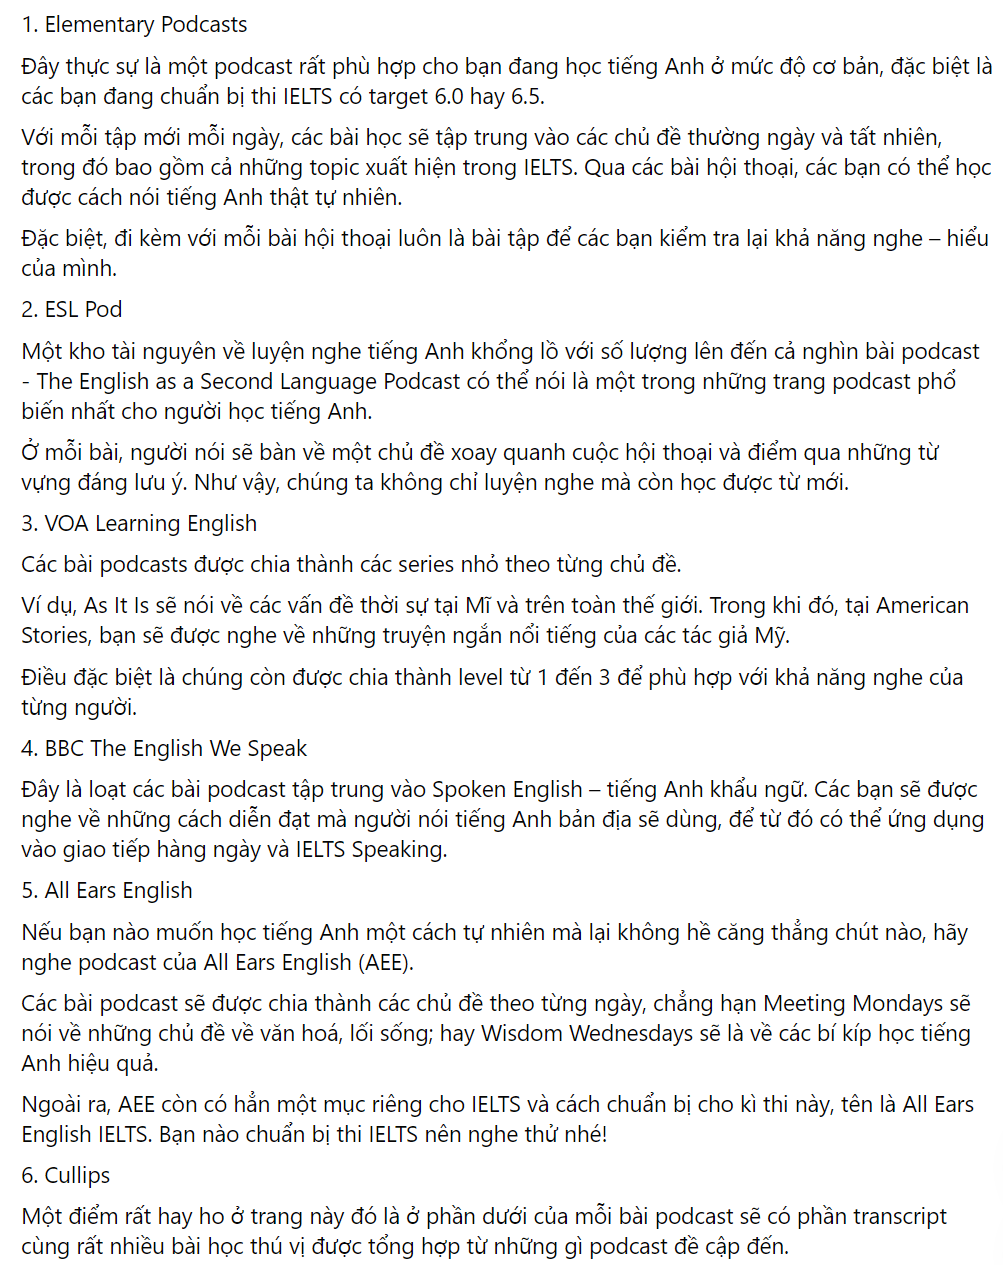 1. Elementary Podcasts
Đây thực sự là một podcast rất phù hợp cho bạn đang học tiếng Anh ở mức độ cơ bản, đặc biệt là
các bạn đang chuẩn bị thi IELTS có target 6.0 hay 6.5.
Với mỗi tập mới mỗi ngày, các bài học sẽ tập trung vào các chủ đề thường ngày và tất nhiên,
trong đó bao gồm cả những topic xuất hiện trong IELTS. Qua các bài hội thoại, các bạn có thể học
được cách nói tiếng Anh thật tự nhiên.
Đặc biệt, đi kèm với mỗi bài hội thoại luôn là bài tập để các bạn kiểm tra lại khả năng nghe – hiểu
của mình.
2. ESL Pod
Một kho tài nguyên về luyện nghe tiếng Anh khổng lồ với số lượng lên đến cả nghìn bài podcast
- The English as a Second Language Podcast có thể nói là một trong những trang podcast phổ
biến nhất cho người học tiếng Anh.
Ở mỗi bài, người nói sẽ bàn về một chủ đề xoay quanh cuộc hội thoại và điểm qua những từ
vựng đáng lưu ý. Như vậy, chúng ta không chỉ luyện nghe mà còn học được từ mới.
3. VOA Learning English
Các bài podcasts được chia thành các series nhỏ theo từng chủ đề.
Ví dụ, As It Is sẽ nói về các vấn đề thời sự tại Mĩ và trên toàn thế giới. Trong khi đó, tại American
Stories, bạn sẽ được nghe về những truyện ngắn nổi tiếng của các tác giả Mỹ.
Điều đặc biệt là chúng còn được chia thành level từ 1 đến 3 để phù hợp với khả năng nghe của
từng người.
4. BBC The English We Speak
Đây là loạt các bài podcast tập trung vào Spoken English – tiếng Anh khẩu ngữ. Các bạn sẽ được
nghe về những cách diễn đạt mà người nói tiếng Anh bản địa sẽ dùng, để từ đó có thể ứng dụng
vào giao tiếp hàng ngày và IELTS Speaking.
5. All Ears English
Nếu bạn nào muốn học tiếng Anh một cách tự nhiên mà lại không hề căng thẳng chút nào, hãy
nghe podcast của All Ears English (AEE).
Các bài podcast sẽ được chia thành các chủ đề theo từng ngày, chẳng hạn Meeting Mondays sẽ
nói về những chủ đề về văn hoá, lối sống; hay Wisdom Wednesdays sẽ là về các bí kíp học tiếng
Anh hiệu quả.
Ngoài ra, AEE còn có hẳn một mục riêng cho IELTS và cách chuẩn bị cho kì thi này, tên là All Ears
English IELTS. Bạn nào chuẩn bị thi IELTS nên nghe thử nhé!
6. Cullips
Một điểm rất hay ho ở trang này đó là ở phần dưới của mỗi bài podcast sẽ có phần transcript
cùng rất nhiều bài học thú vị được tổng hợp từ những gì podcast đề cập đến.